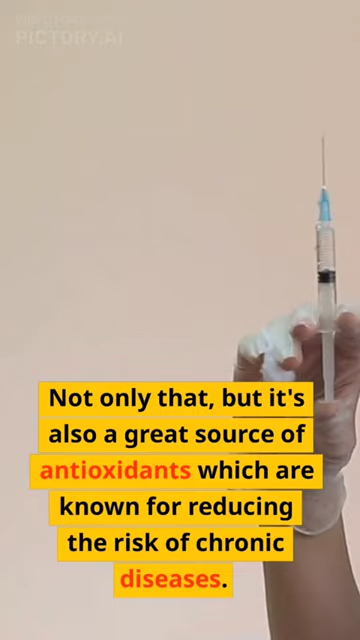 PICTORY.AI
Not only that, but it's
also a great source of
antioxidants which are
known for reducing
the risk of chronic
diseases.